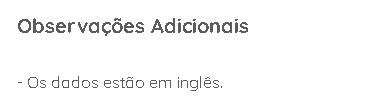 Observações Adicionais
- Os dados estão em inglês.